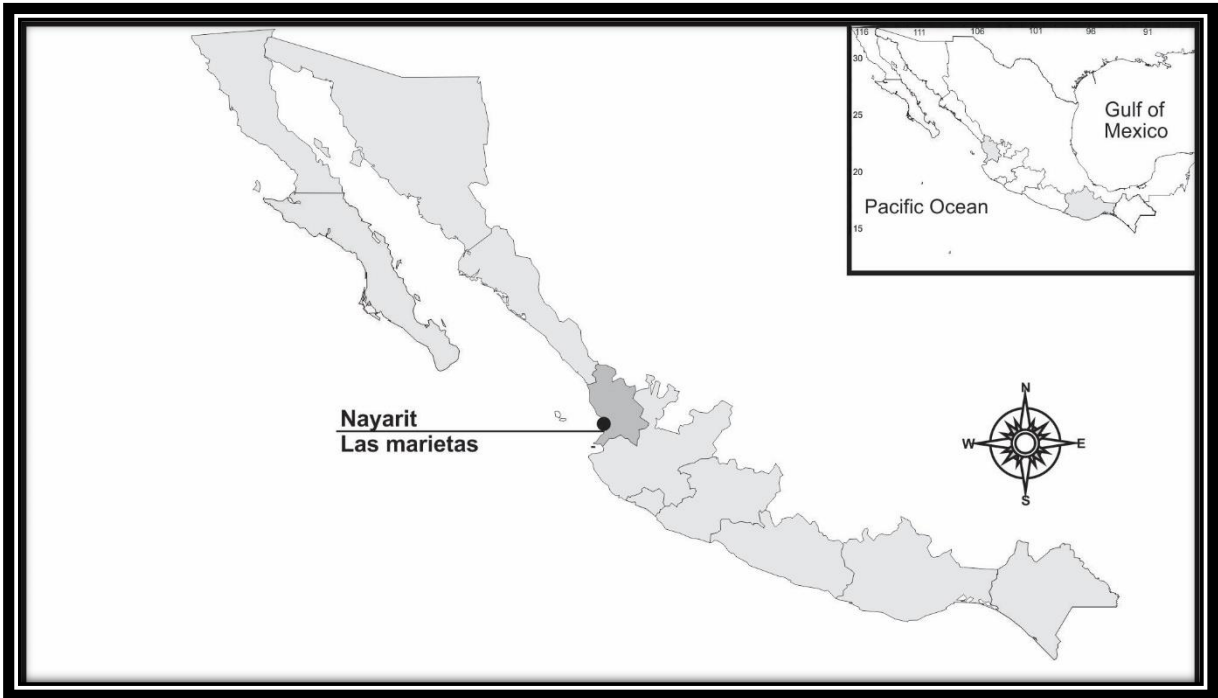 116 111 106 101 96 91
30
25
20
15
Gulf of
Mexico
Pacific Ocean
Nayarit
Las marietas
N
W E
S